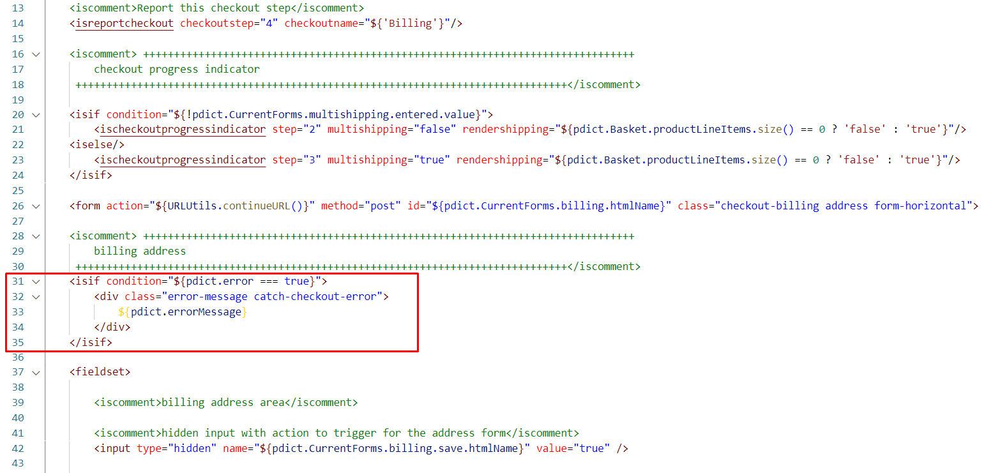 13 <iscomment>Report this checkout step</iscomment>
14 <isreportcheckout checkoutstep="4" checkoutname="${'Billing'}"/>
15
16 <iscomment> ++++++++++++++++++++++++++++++++++++++++++++++++++++++++++++++++++++++++++++++++
17 checkout progress indicator
18 ++++++++++++++++++++++++++++++++++++++++++++++++++++++++++++++++++++++++++++++++</iscomment>
19
20 <isif condition="${!pdict.CurrentForms.multishipping.entered.value}">
21 <ischeckoutprogressindicator step="2" multishipping="false" rendershipping="${pdict.Basket.productLineItems.size() == 0 ? 'false' : 'true'}"/>
22 <iselse/>
23 <ischeckoutprogressindicator step="3" multishipping="true" rendershipping="${pdict.Basket.productLineItems.size() == 0 ? 'false' : 'true'}"/>
24 </isif>
25
26 <form action="${URLUtils.continueURL()}" method="post" id="${pdict.CurrentForms.billing.htmlName}" class="checkout-billing address form-horizontal">
27
28 <iscomment> ++++++++++++++++++++++++++++++++++++++++++++++++++++++++++++++++++++++++++++++++
29 billing address
30 ++++++++++++++++++++++++++++++++++++++++++++++++++++++++++++++++++++++++++++++++</iscomment>
31 <isif condition="${pdict.error === true}">
32 <div class="error-message catch-checkout-error">
33 ${pdict.errorMessage}
34 </div>
35 </isif>
36
37 <fieldset>
38
39 <iscomment>billing address area</iscomment>
40
41 <iscomment>hidden input with action to trigger for the address form</iscomment>
42 <input type="hidden" name="${pdict.CurrentForms.billing.save.htmlName}" value="true" />
43